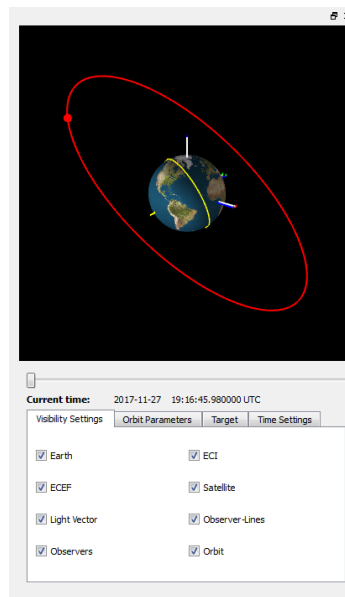 Current time: 2017-11-27 19:16:45.980000 UTC
Visibility Settings Orbit Parameters Target Time Settings
Earth ECI
ECEF Satellite
Light Vector Observer-Lines
Observers Orbit